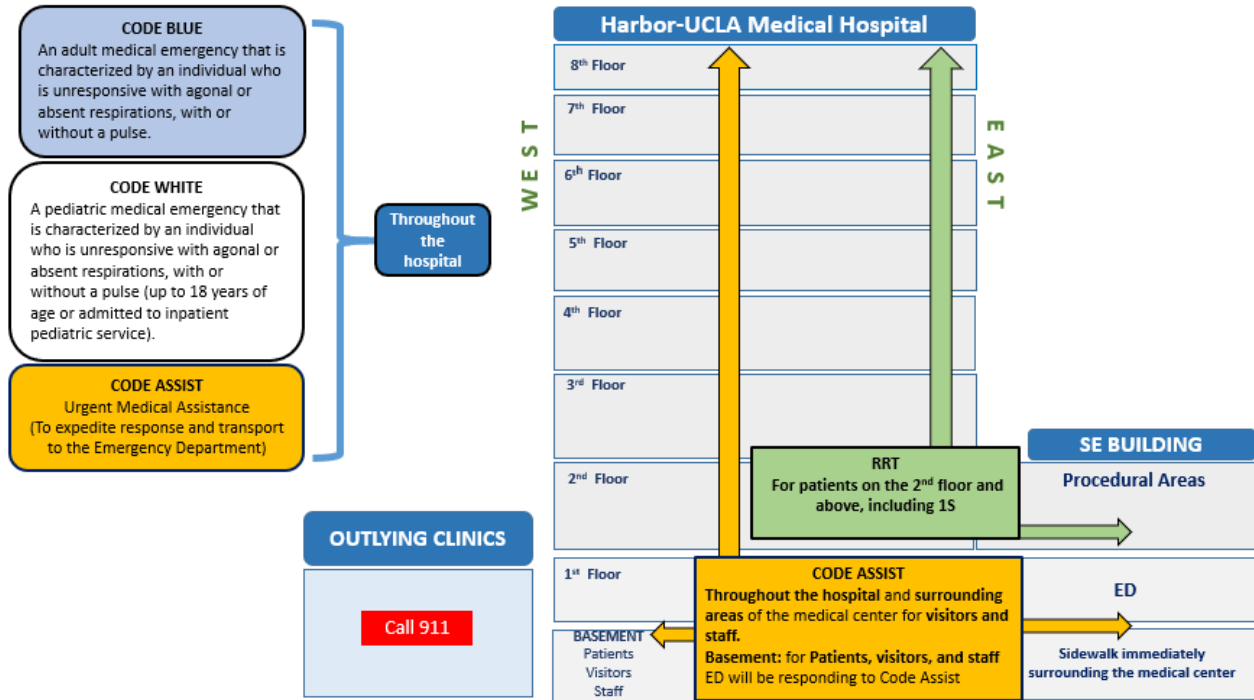 CODE BLUE
An adult medical emergency that is
characterized by an individual who
is unresponsive with agonal or
absent respirations, with or
without a pulse.
CODE WHITE
A pediatric medical emergency that
is characterized by an individual
who is unresponsive with agonal or
absent respirations, with or
without a pulse (up to 18 years of
age or admitted to inpatient
pediatric service).
CODE ASSIST
Urgent Medical Assistance
(To expedite response and transport
to the Emergency Department)
Throughout
the
hospital
OUTLYING CLINICS
Call 911
Harbor-UCLA Medical Hospital
WEST
EAST
8th Floor
7th Floor
6th Floor
5th Floor
4th Floor
3rd Floor
2nd Floor
1st Floor
BASEMENT
Patients
Visitors
Staff
RRT
For patients on the 2nd floor and
above, including 1S
CODE ASSIST
Throughout the hospital and surrounding
areas of the medical center for visitors and
staff.
Basement: for Patients, visitors, and staff
ED will be responding to Code Assist
SE BUILDING
Procedural Areas
ED
Sidewalk immediately
surrounding the medical center